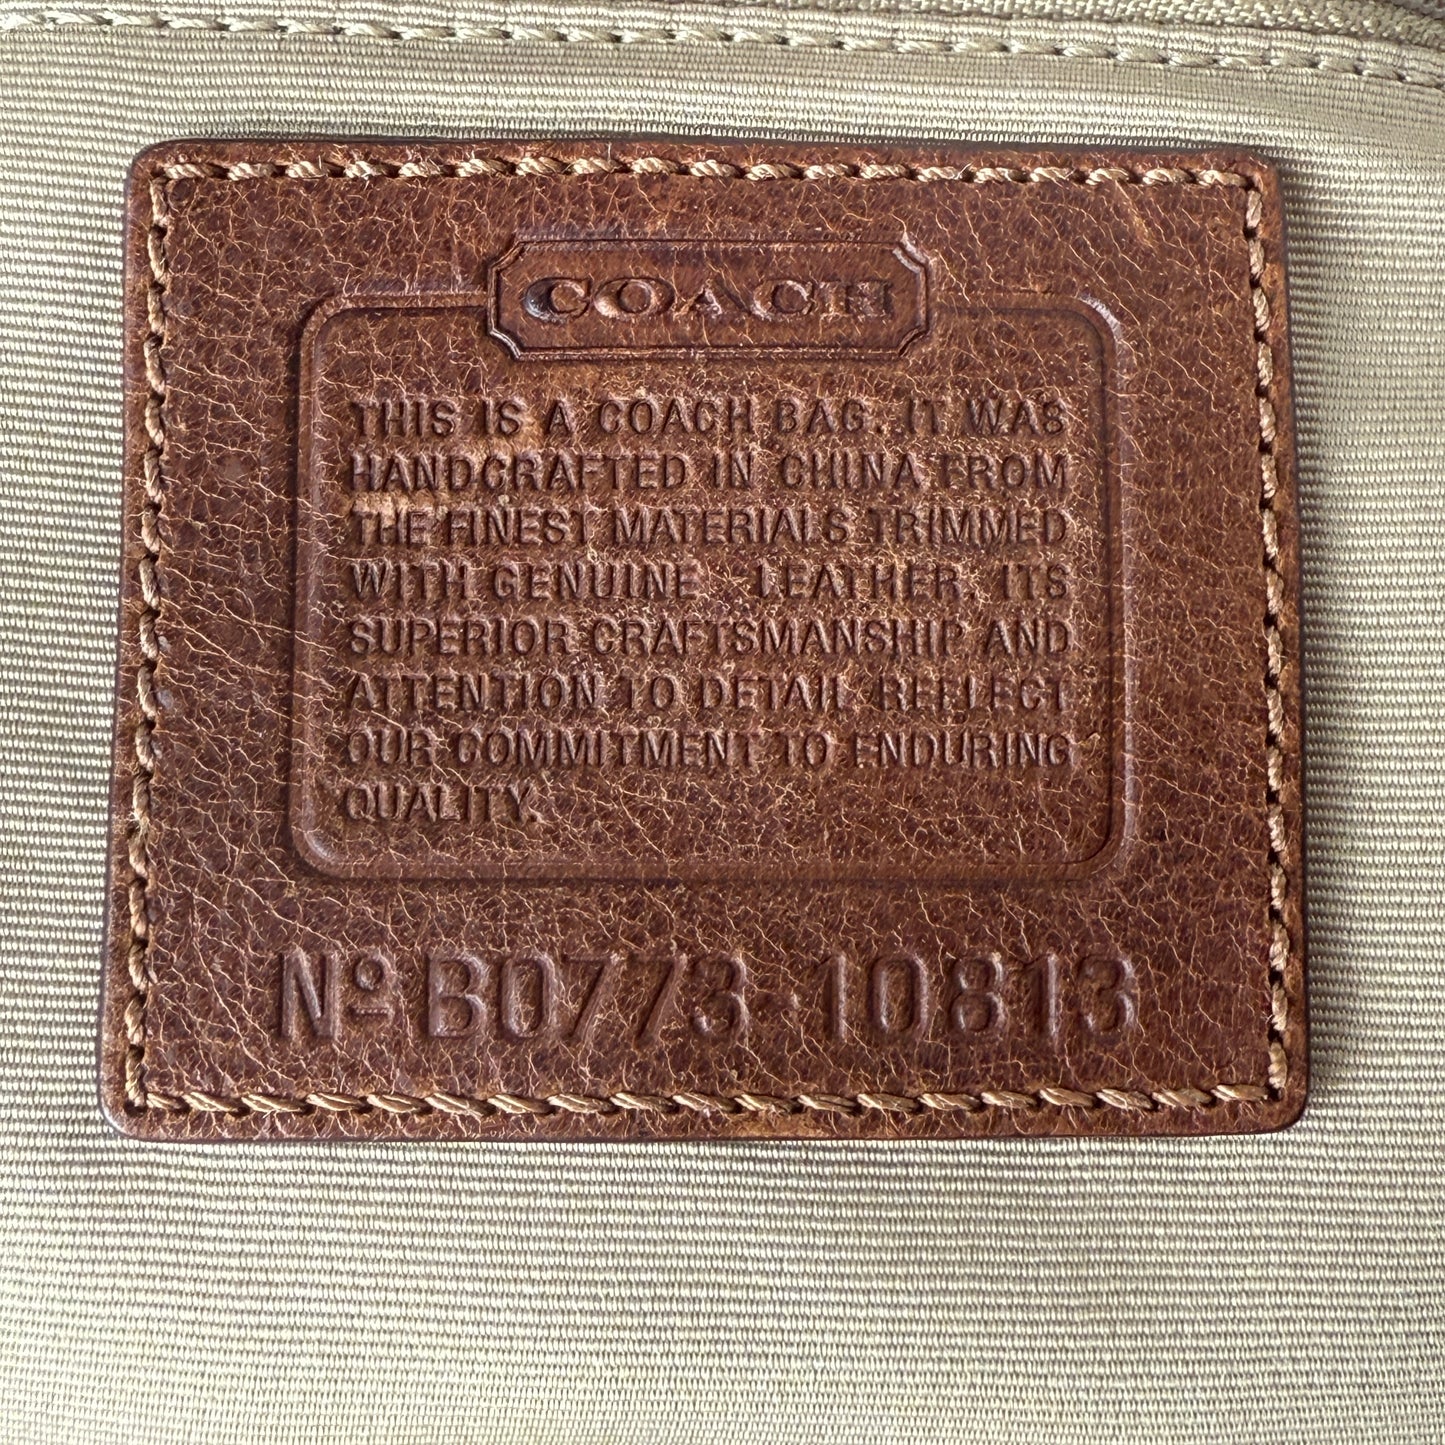 COACH
THIS IS A COACH BAG. IT WAS
HANDCRAFTED IN CHINA FROM
THE FINEST MATERIALS TRIMMED
WITH GENUINE LEATHER. ITS
SUPERIOR CRAFTSMANSHIP AND
ATTENTION TO DETAIL REFLECT
OUR COMMITMENT TO ENDURING
QUALITY.
Nº B0773-10813